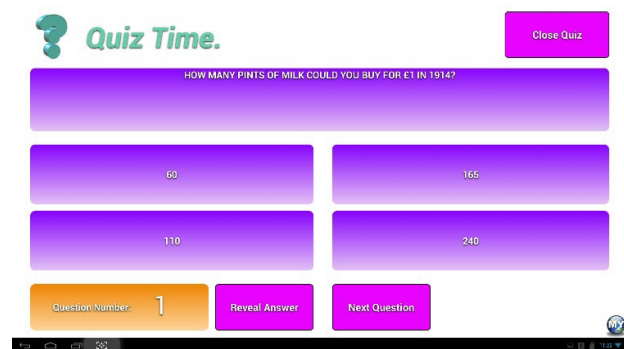 Quiz Time.
Close Quiz
HOW MANY PINTS OF MILK COULD YOU BUY FOR £1 IN 1914?
60
165
110
240
Question Number: 1
Reveal Answer
Next Question
MY